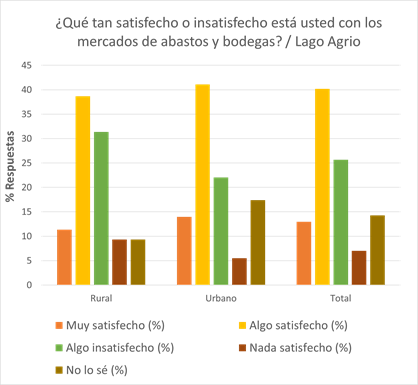 ¿Qué tan satisfecho o insatisfecho está usted con los
mercados de abastos y bodegas? / Lago Agrio
% Respuestas
45
40
35
30
25
20
15
10
5
0
Rural Urbano Total
Muy satisfecho (%) Algo satisfecho (%)
Algo insatisfecho (%) Nada satisfecho (%)
No lo sé (%)